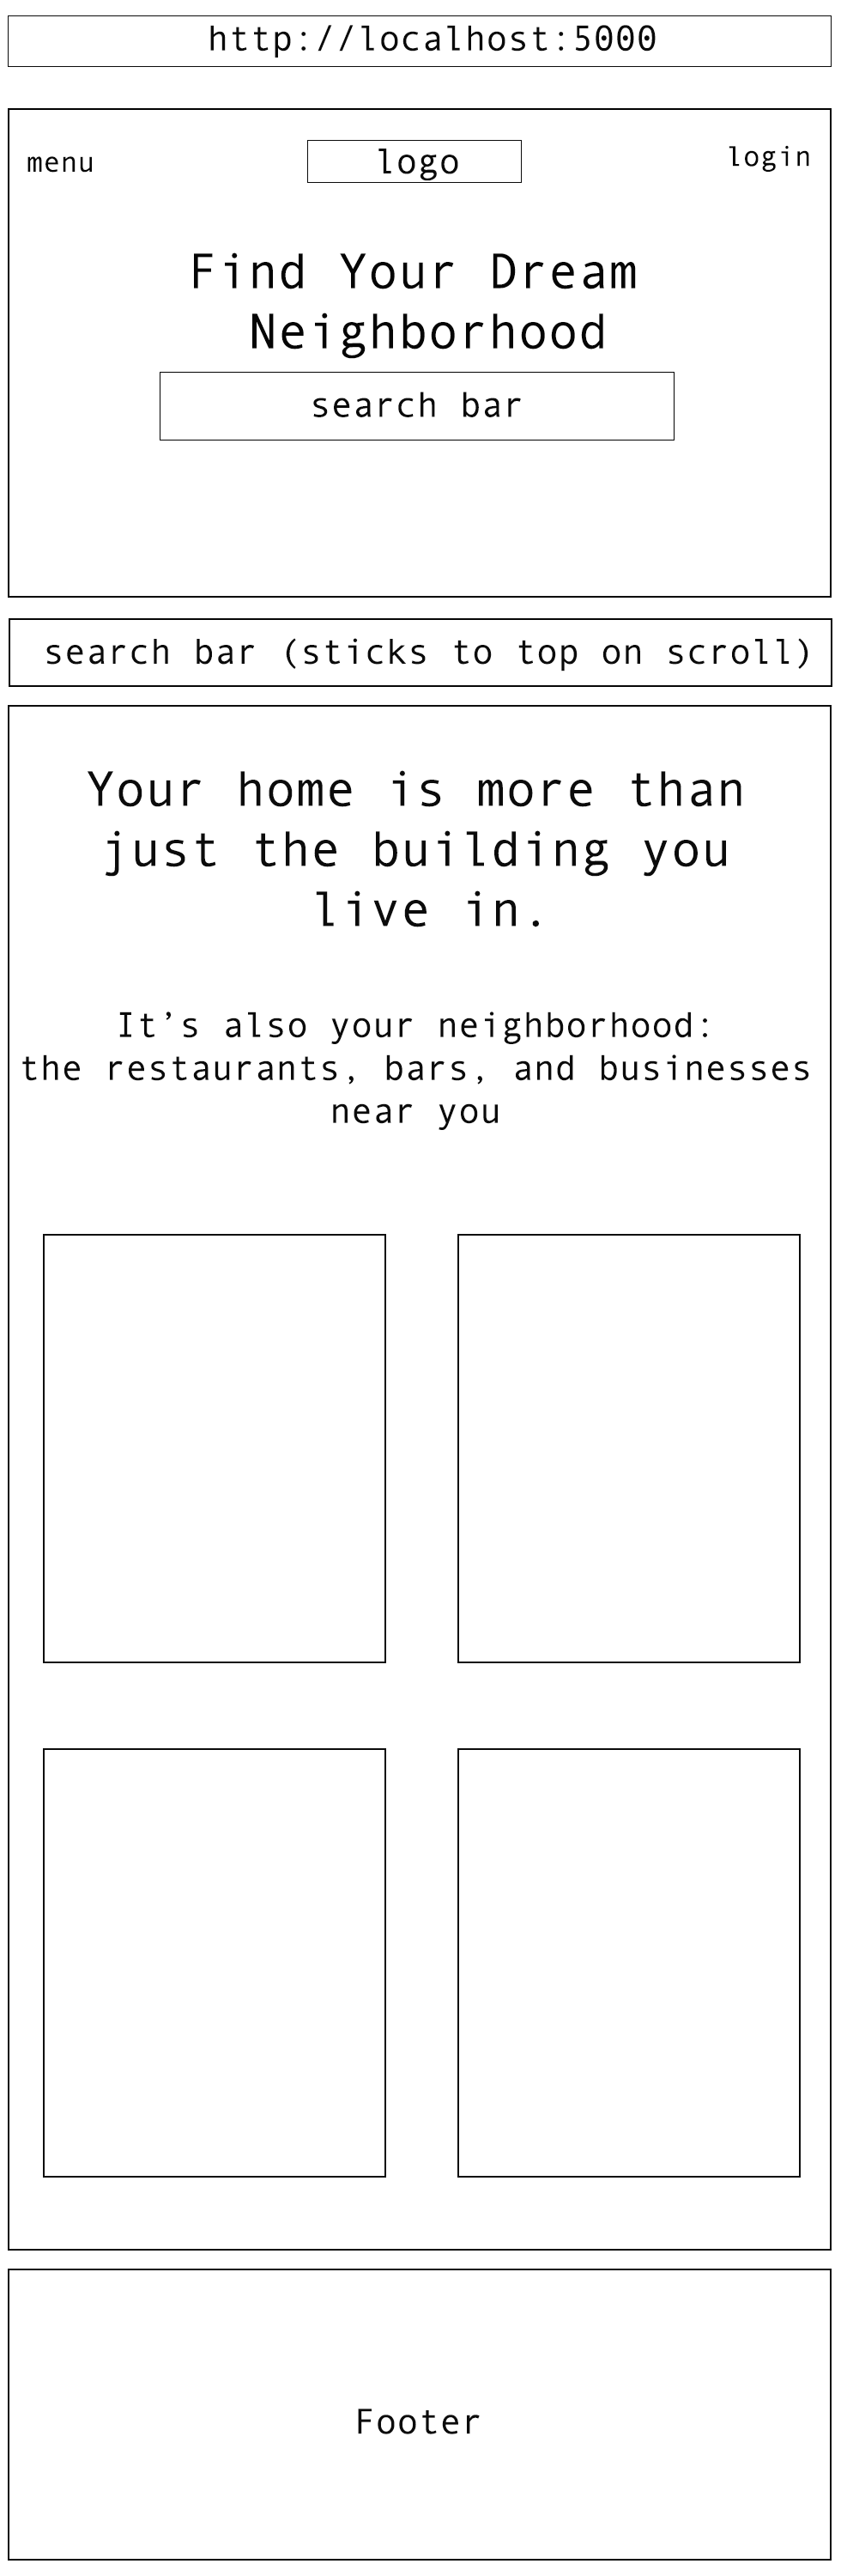 http://localhost:5000
menu
logo
login
Find Your Dream
Neighborhood
search bar
search bar (sticks to top on scroll)
Your home is more than
just the building you
live in.
It’s also your neighborhood:
the restaurants, bars, and businesses
near you
Footer